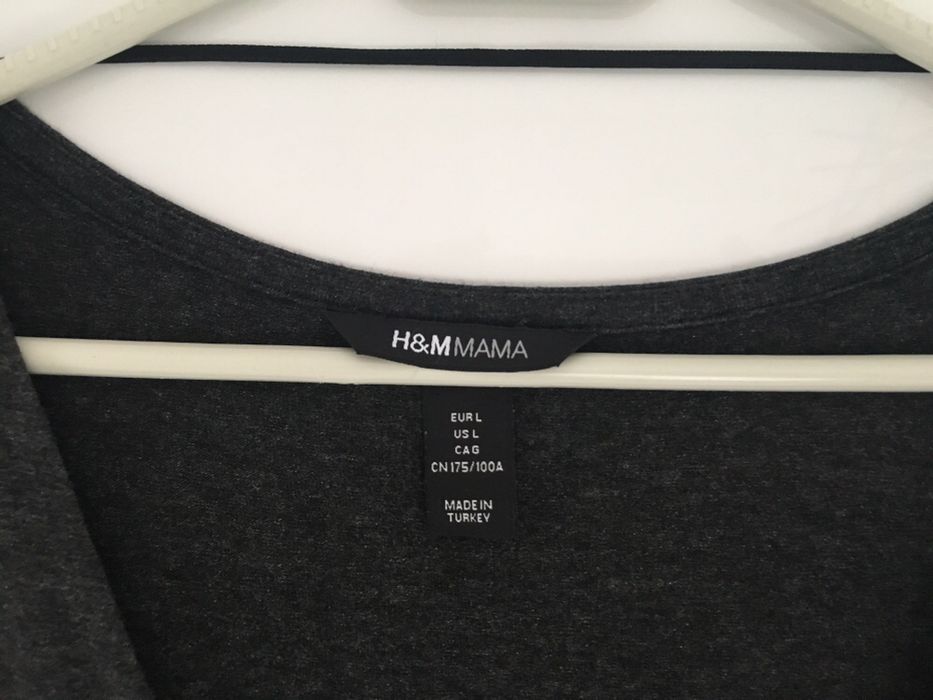 H&MMAMA
EUR L
US L
CA G
CN 175/100A
MADE IN
TURKEY